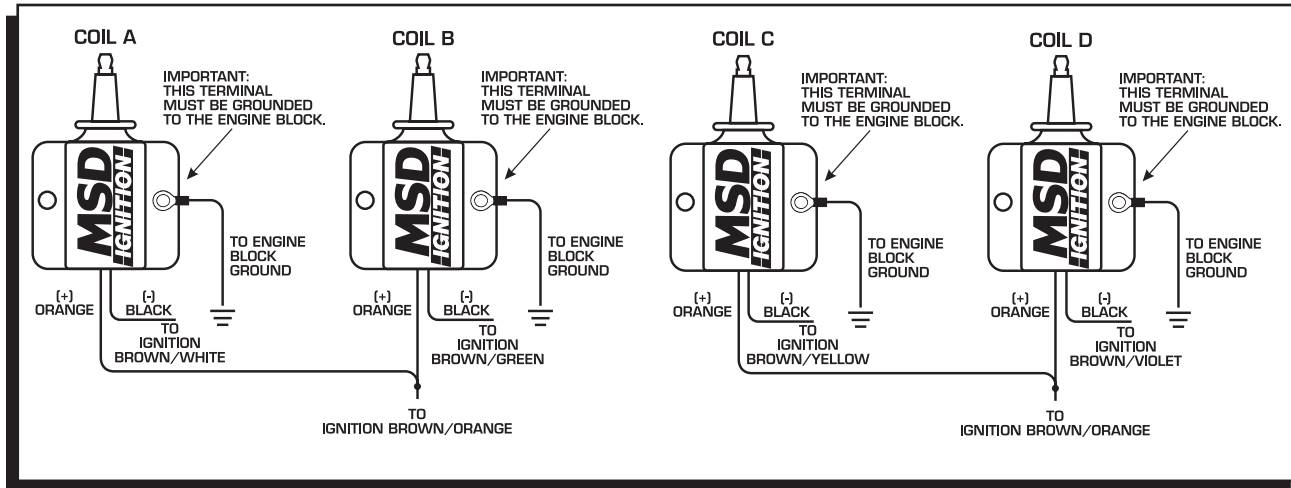 COIL A
IMPORTANT:
THIS TERMINAL
MUST BE GROUNDED
TO THE ENGINE BLOCK.
MSD
IGNITION
TO ENGINE
BLOCK
GROUND
(+)
ORANGE
(-)
BLACK
TO
IGNITION
BROWN/WHITE
COIL B
IMPORTANT:
THIS TERMINAL
MUST BE GROUNDED
TO THE ENGINE BLOCK.
MSD
IGNITION
TO ENGINE
BLOCK
GROUND
(+)
ORANGE
(-)
BLACK
TO
IGNITION
BROWN/GREEN
TO
IGNITION BROWN/ORANGE
COIL C
IMPORTANT:
THIS TERMINAL
MUST BE GROUNDED
TO THE ENGINE BLOCK.
MSD
IGNITION
TO ENGINE
BLOCK
GROUND
(+)
ORANGE
(-)
BLACK
TO
IGNITION
BROWN/YELLOW
COIL D
IMPORTANT:
THIS TERMINAL
MUST BE GROUNDED
TO THE ENGINE BLOCK.
MSD
IGNITION
TO ENGINE
BLOCK
GROUND
(+)
ORANGE
(-)
BLACK
TO
IGNITION
BROWN/VIOLET
TO
IGNITION BROWN/ORANGE